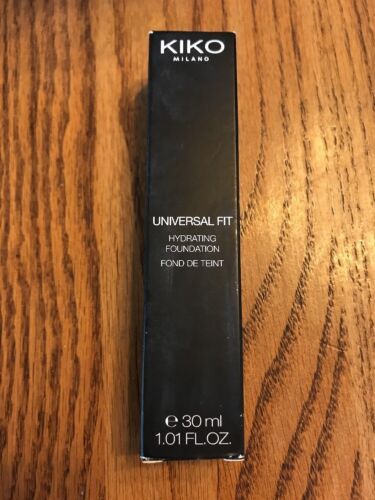 KIKO
MILANO
UNIVERSAL FIT
HYDRATING
FOUNDATION
FOND DE TEINT
℮ 30 ml
1.01 FL.OZ.